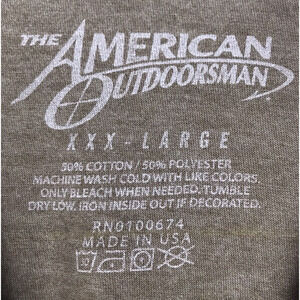 THE AMERICAN
OUTDOORSMAN
XXX-LARGE
50% COTTON / 50% POLYESTER
MACHINE WASH COLD WITH LIKE COLORS.
ONLY BLEACH WHEN NEEDED. TUMBLE
DRY LOW. IRON INSIDE OUT IF DECORATED.
RN0100674
MADE IN USA